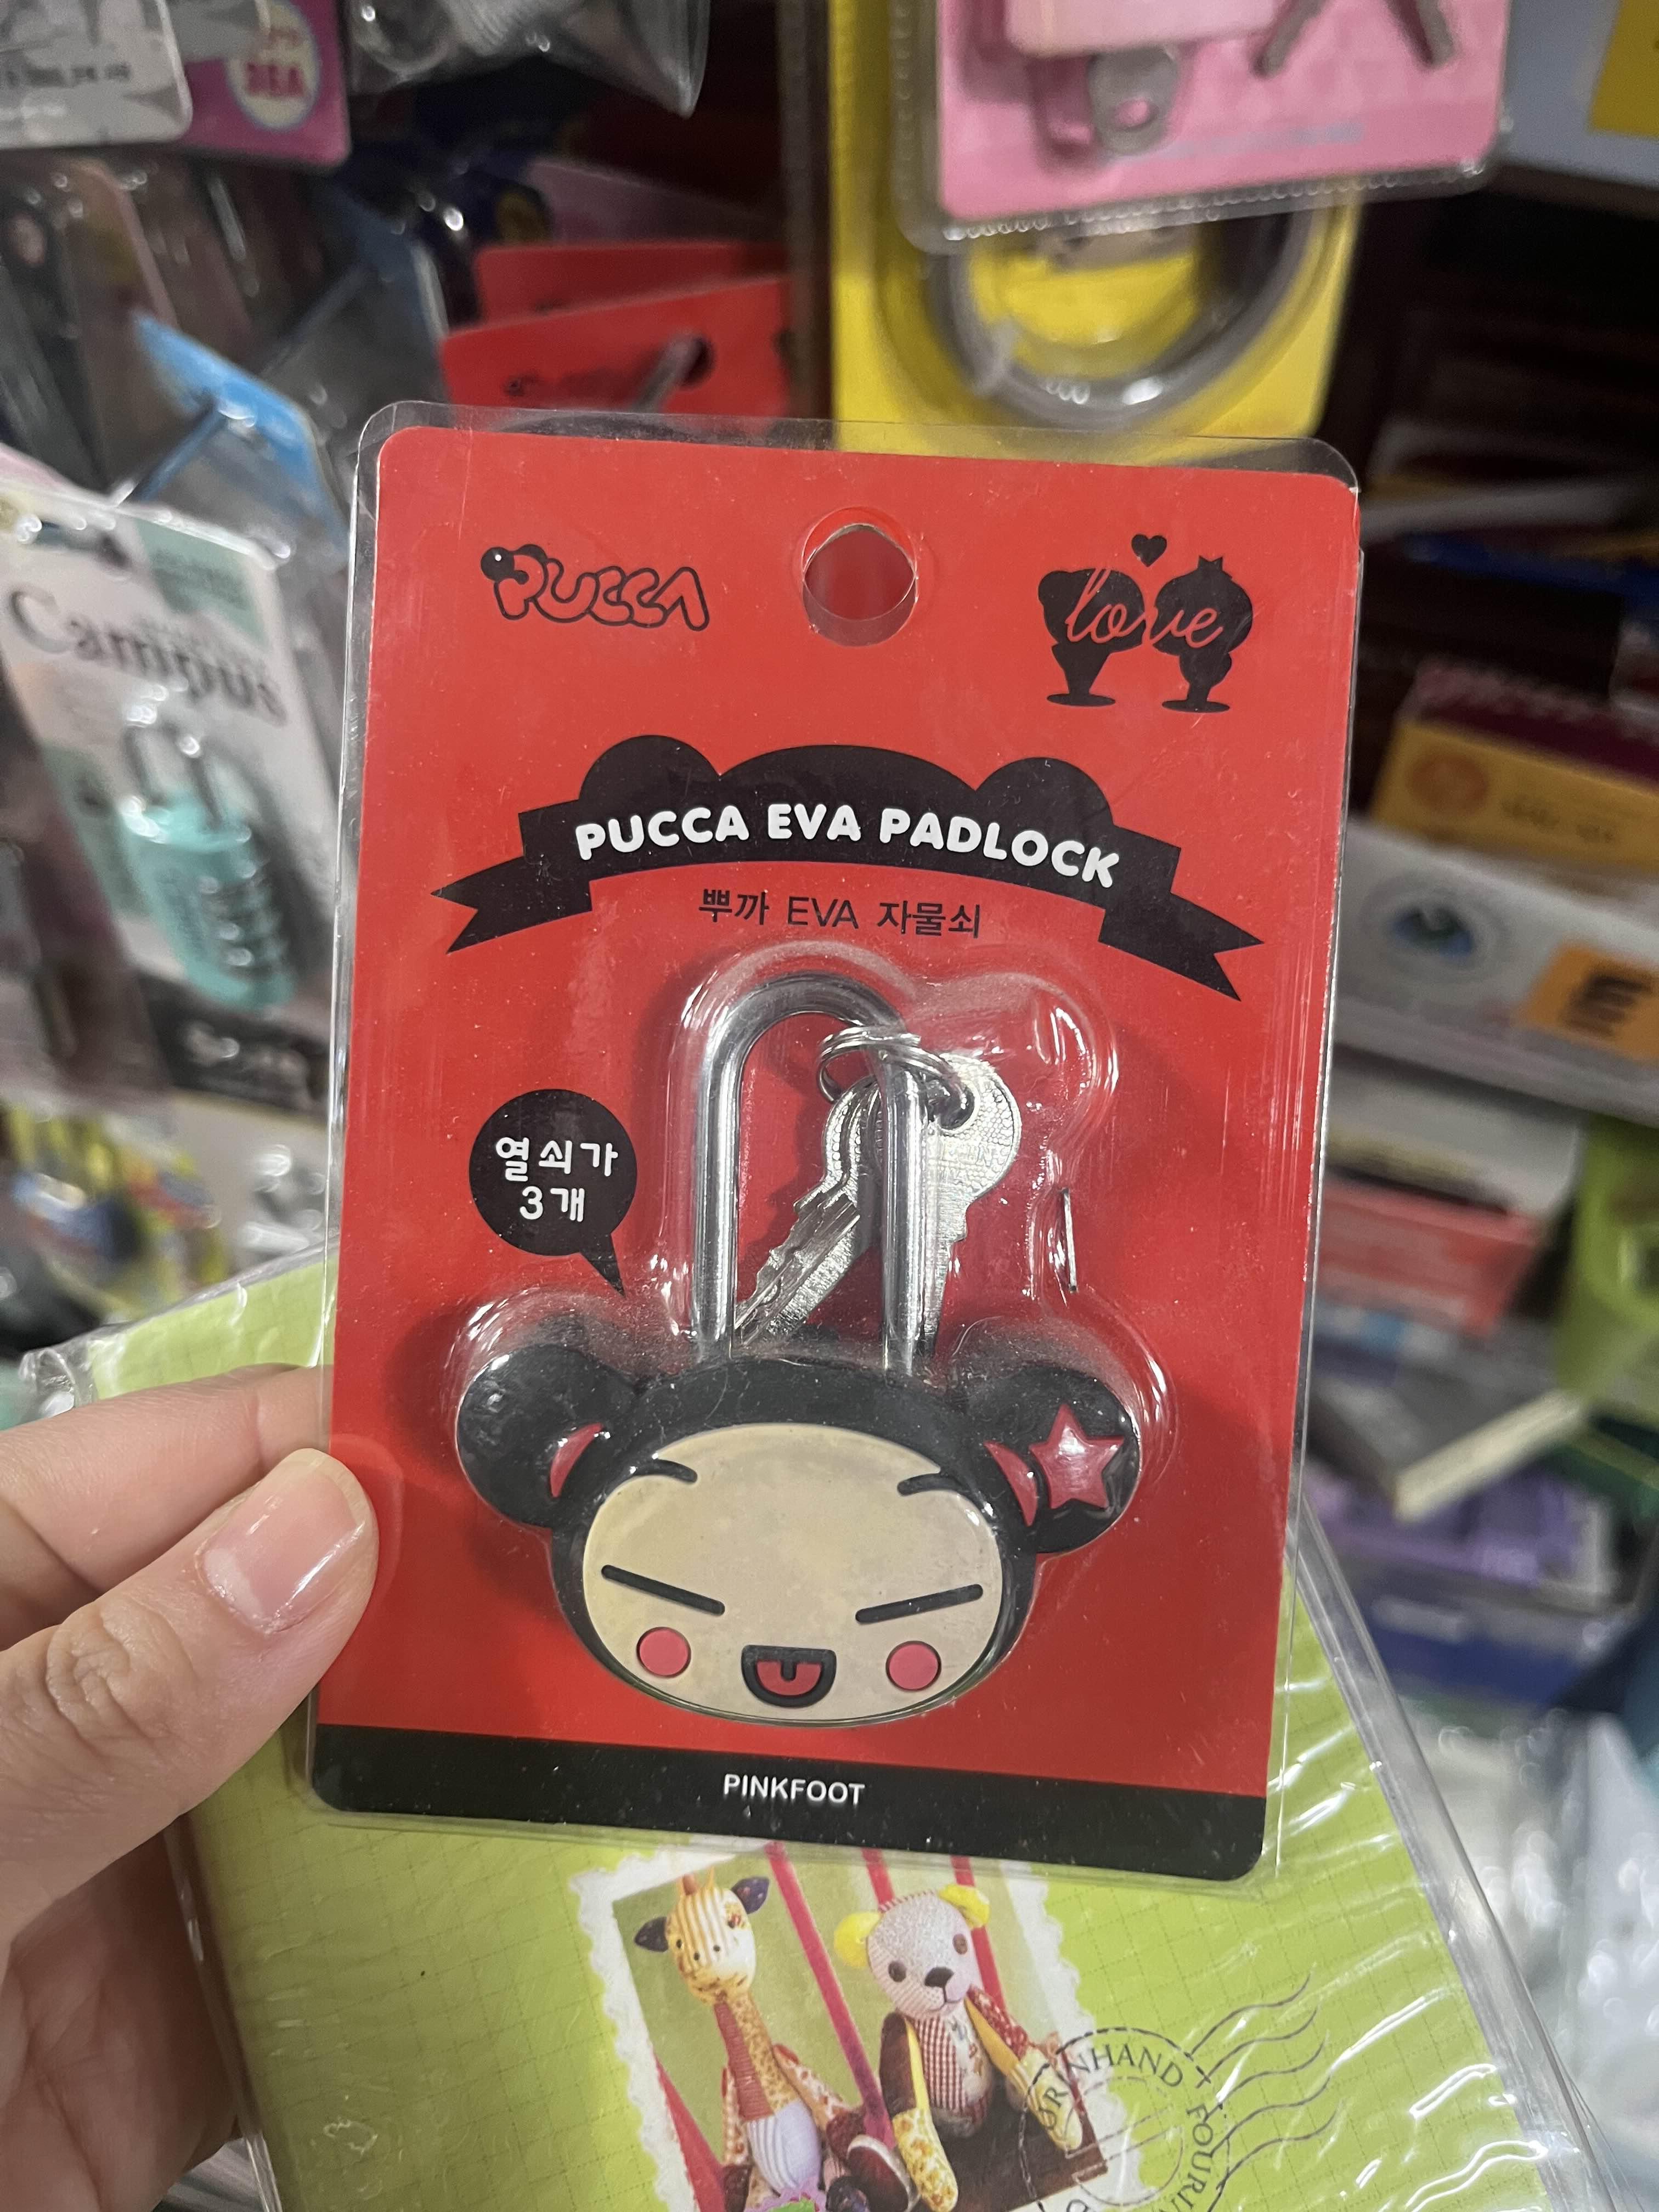 PUCCA
love
PUCCA EVA PADLOCK
뿌까 EVA 자물쇠
열쇠가
3개
PINKFOOT
Campus